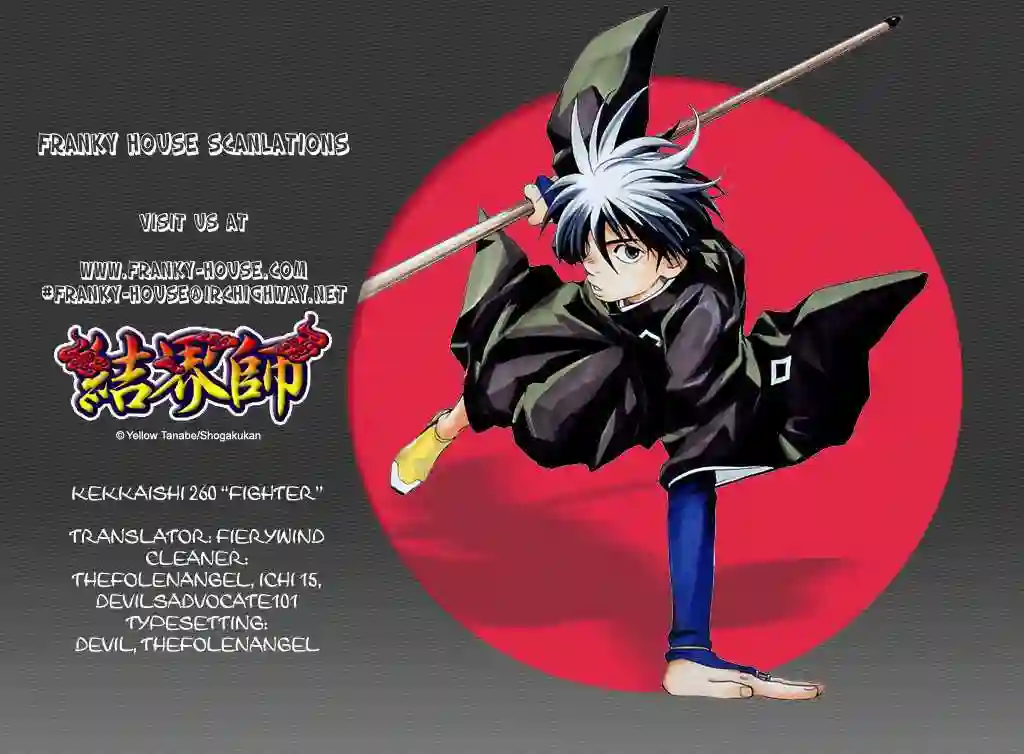 FRANKY HOUSE SCANLATIONS
VISIT US AT
WWW.FRANKY-HOUSE.COM
#FRANKY-HOUSE@IRCHIGHWAY.NET
結界師
© Yellow Tanabe/Shogakukan
KEKKAISHI 260 "FIGHTER"
TRANSLATOR: FIERYWIND
CLEANER:
THEFOLENANGEL, ICHI 15,
DEVILSADVOCATE101
TYPESETTING:
DEVIL, THEFOLENANGEL